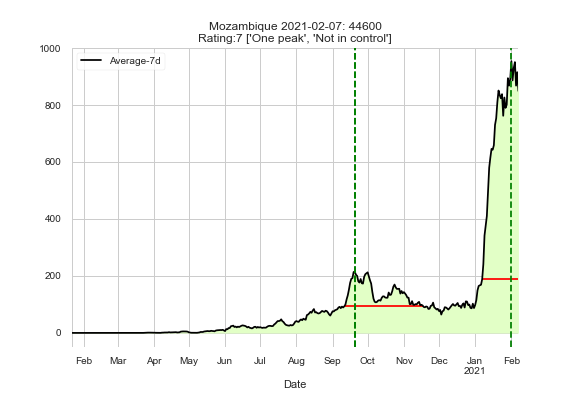 Mozambique 2021-02-07: 44600
Rating:7 ['One peak', 'Not in control']
Average-7d
1000
800
600
400
200
0
Feb Mar Apr May Jun Jul Aug Sep Oct Nov Dec Jan Feb
2021
Date